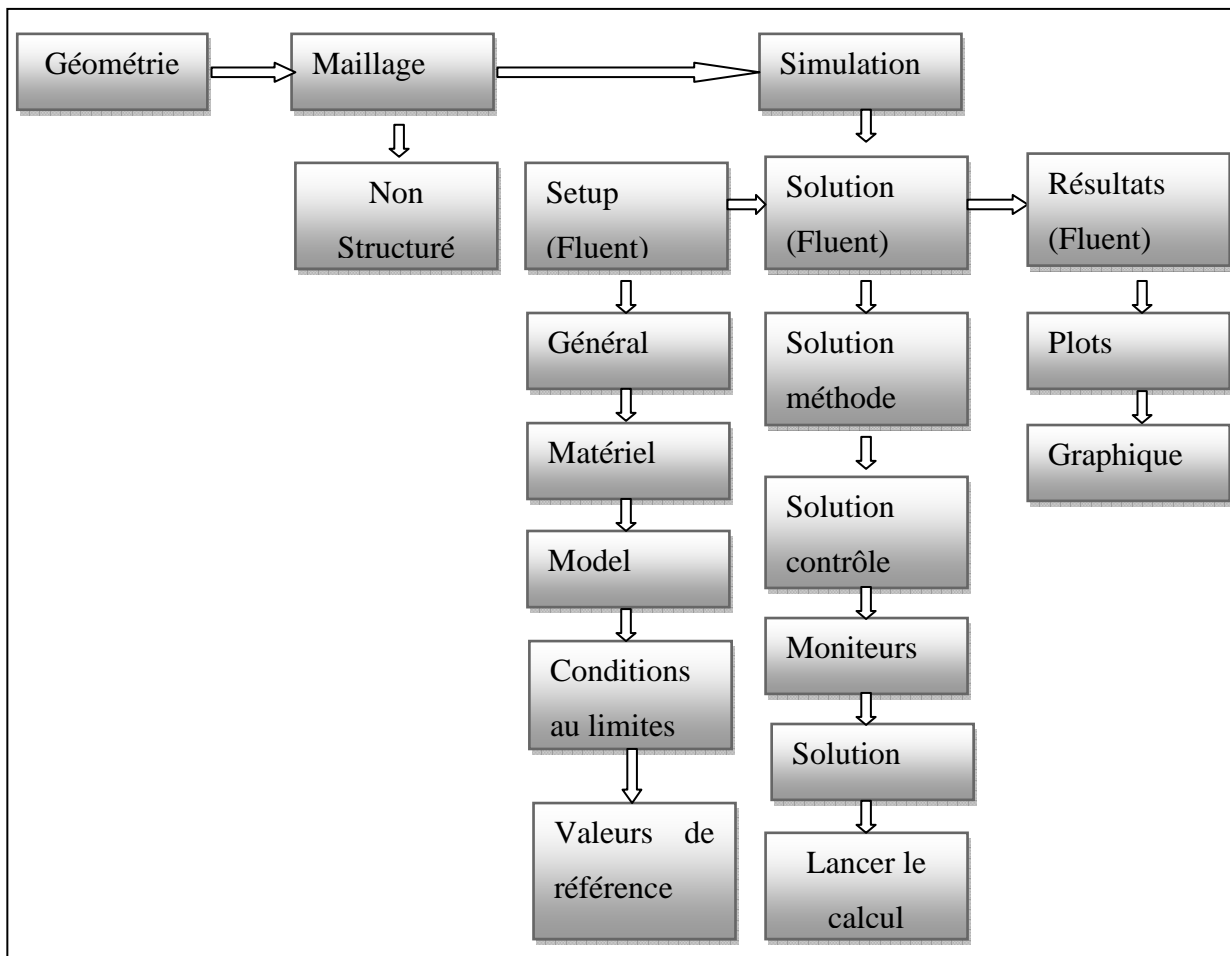 Géométrie
Maillage
Simulation
Non
Structuré
Setup
(Fluent)
Solution
(Fluent)
Résultats
(Fluent)
Général
Solution
méthode
Plots
Matériel
Graphique
Solution
contrôle
Model
Moniteurs
Conditions
au limites
Solution
Valeurs de
référence
Lancer le
calcul